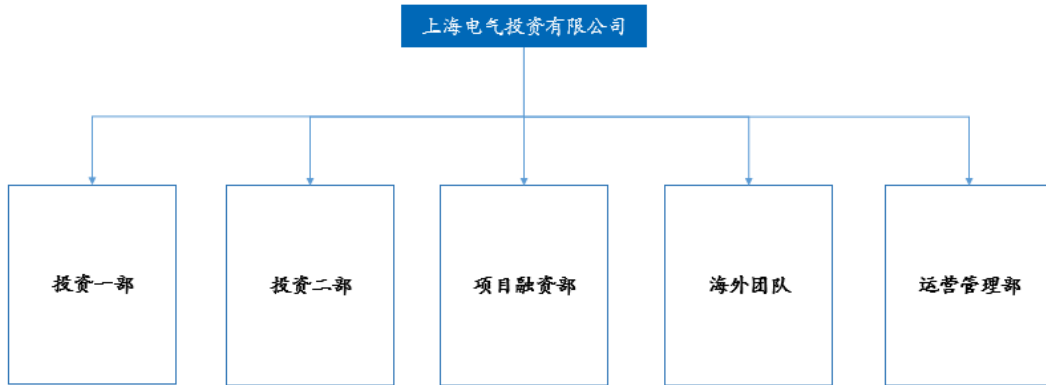 上海电气投资有限公司
投资一部
投资二部
项目融资部
海外团队
运营管理部